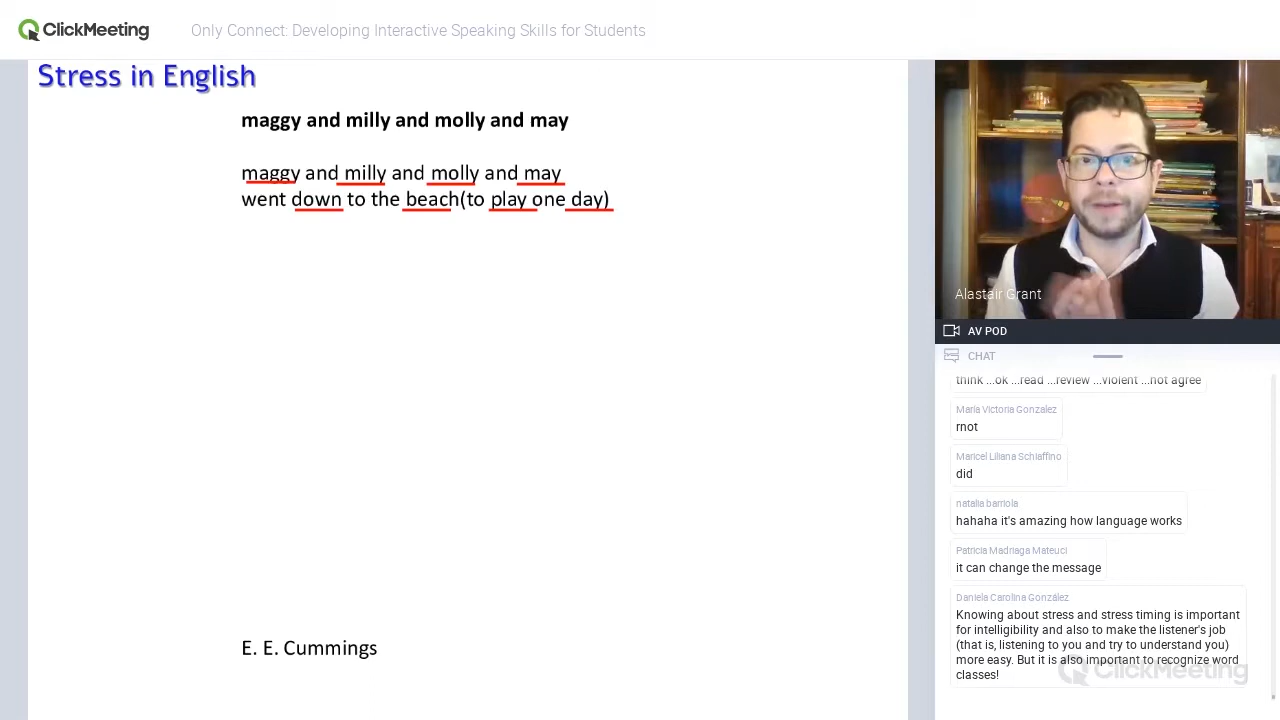 ClickMeeting
Only Connect: Developing Interactive Speaking Skills for Students
Stress in English
maggy and milly and molly and may
maggy and milly and molly and may
went down to the beach(to play one day)
E. E. Cummings
Alastair Grant
AV POD
CHAT
think ...ok ...read ...review ...violent ...not agree
María Victoria Gonzalez
rnot
Maricel Liliana Schiaffino
did
natalia barriola
hahaha it's amazing how language works
Patricia Madriaga Mateuci
it can change the message
Daniela Carolina González
Knowing about stress and stress timing is important
for intelligibility and also to make the listener's job
(that is, listening to you and try to understand you)
more easy. But it is also important to recognize word
classes!
ClickMeeting